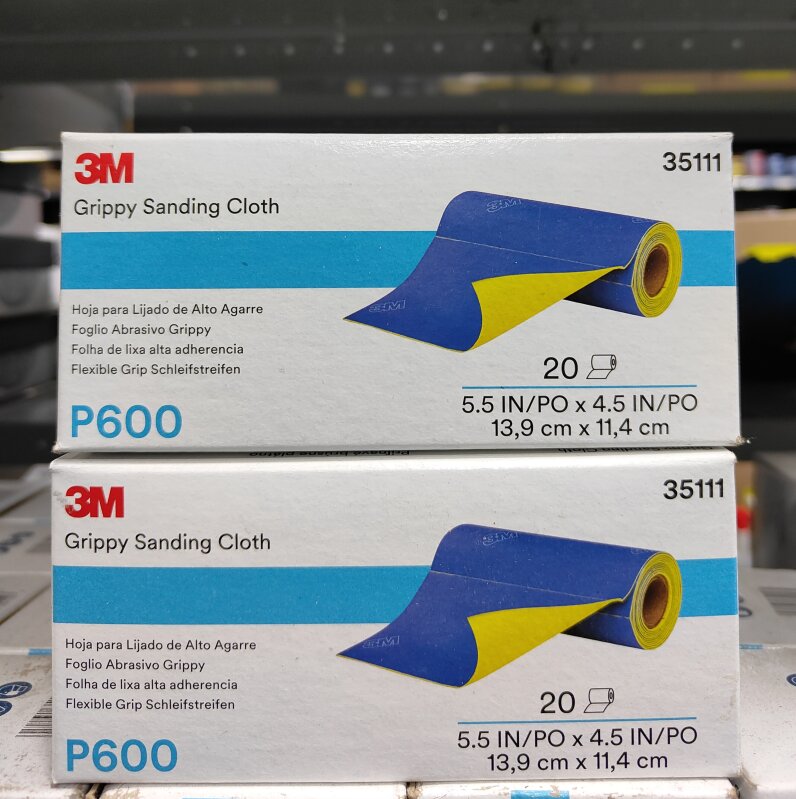 3M
35111
Grippy Sanding Cloth
3M
3M
Hoja para Lijado de Alto Agarre
Foglio Abrasivo Grippy
Folha de lixa alta adherencia
Flexible Grip Schleifstreifen
20
P600
5.5 IN/PO x 4.5 IN/PO
13,9 cm x 11,4 cm
3M
35111
Grippy Sanding Cloth
3M
3M
Hoja para Lijado de Alto Agarre
Foglio Abrasivo Grippy
Folha de lixa alta adherencia
Flexible Grip Schleifstreifen
20
P600
5.5 IN/PO x 4.5 IN/PO
13,9 cm x 11,4 cm